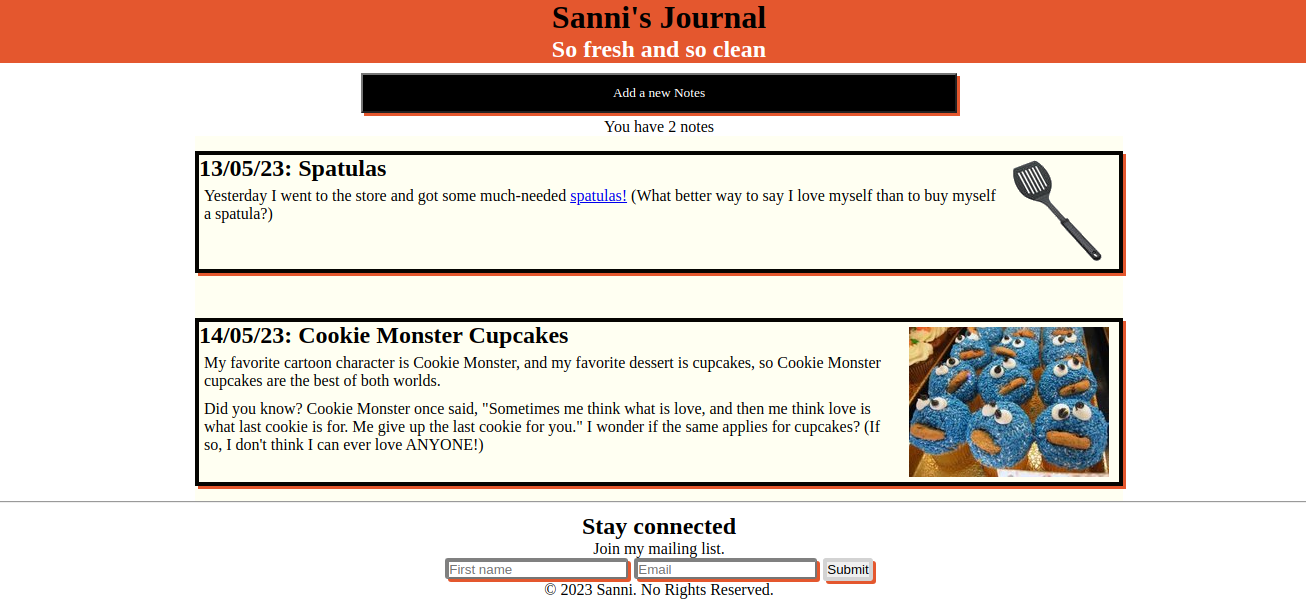 Sanni's Journal
So fresh and so clean
Add a new Notes
You have 2 notes
13/05/23: Spatulas
Yesterday I went to the store and got some much-needed spatulas! (What better way to say I love myself than to buy myself
a spatula?)
14/05/23: Cookie Monster Cupcakes
My favorite cartoon character is Cookie Monster, and my favorite dessert is cupcakes, so Cookie Monster
cupcakes are the best of both worlds.
Did you know? Cookie Monster once said, "Sometimes me think what is love, and then me think love is
what last cookie is for. Me give up the last cookie for you." I wonder if the same applies for cupcakes? (If
so, I don't think I can ever love ANYONE!)
Stay connected
Join my mailing list.
First name Email Submit
© 2023 Sanni. No Rights Reserved.